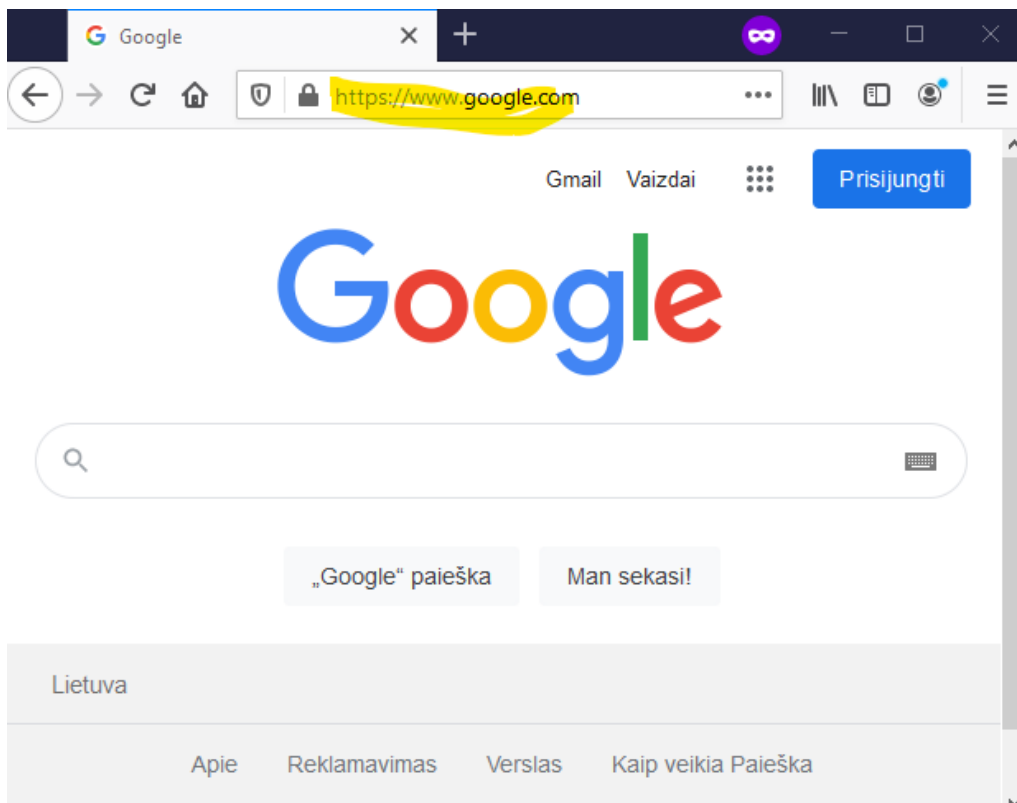 Google
https://www.google.com
Gmail Vaizdai Prisijungti
Google
„Google“ paieška Man sekasi!
Lietuva
Apie Reklamavimas Verslas Kaip veikia Paieška